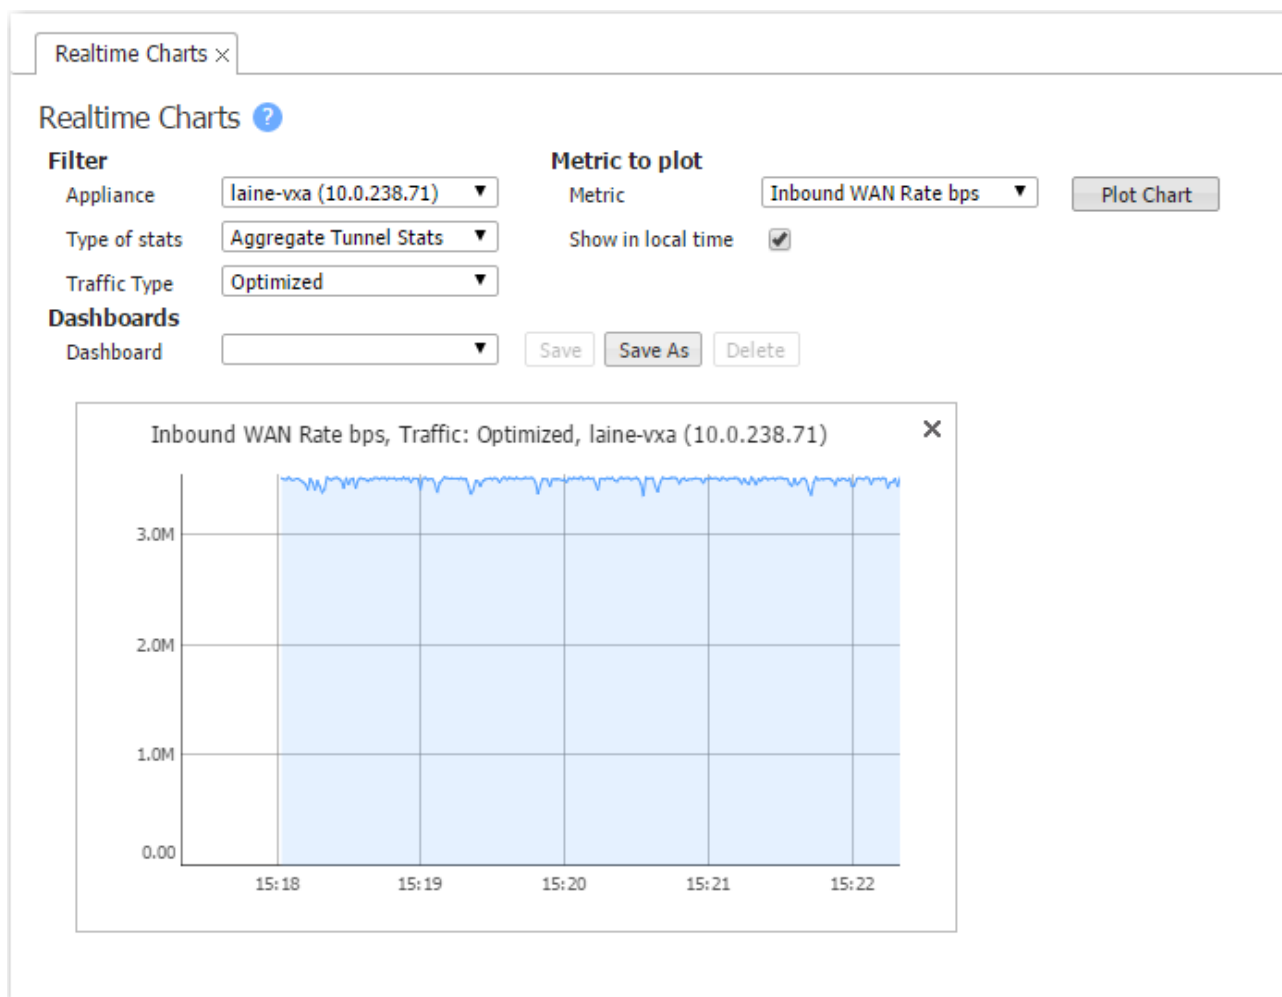 Realtime Charts ×
Realtime Charts ?
Filter
Metric to plot
Appliance laine-vxa (10.0.238.71) Metric Inbound WAN Rate bps Plot Chart
Type of stats Aggregate Tunnel Stats Show in local time
Traffic Type Optimized
Dashboards
Dashboard Save Save As Delete
Inbound WAN Rate bps, Traffic: Optimized, laine-vxa (10.0.238.71)
3.0M
2.0M
1.0M
0.00
15:18 15:19 15:20 15:21 15:22